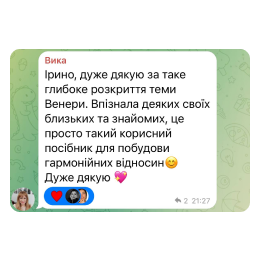 Вика
Ірино, дуже дякую за таке
глибоке розкриття теми
Венери. Впізнала деяких своїх
близьких та знайомих, це
просто такий корисний
посібник для побудови
гармонійних відносин😊
Дуже дякую 💖
2 21:27